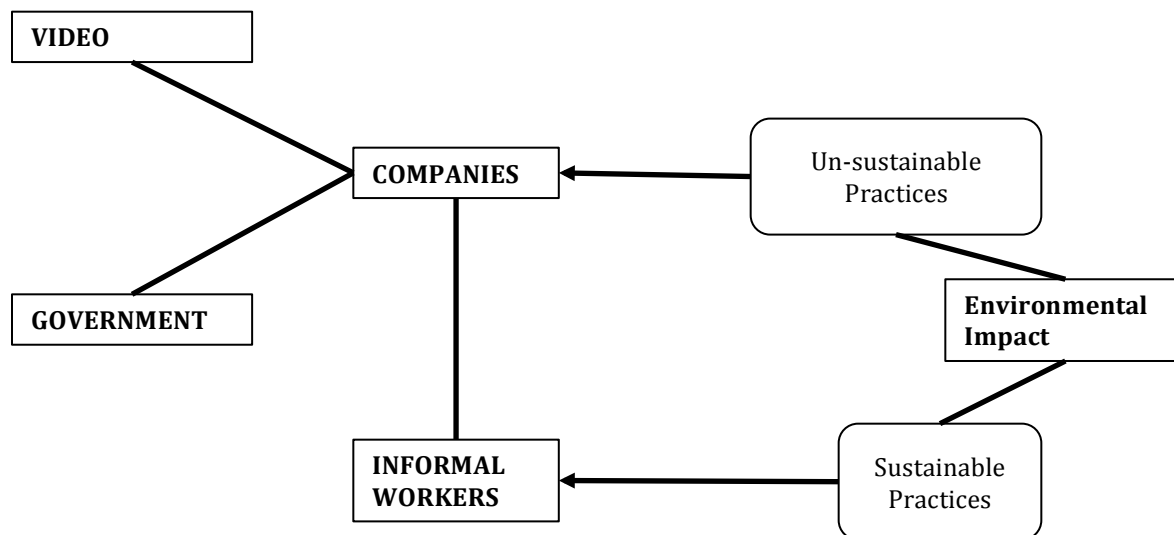 VIDEO
COMPANIES
Un-sustainable
Practices
GOVERNMENT
Environmental
Impact
INFORMAL
WORKERS
Sustainable
Practices